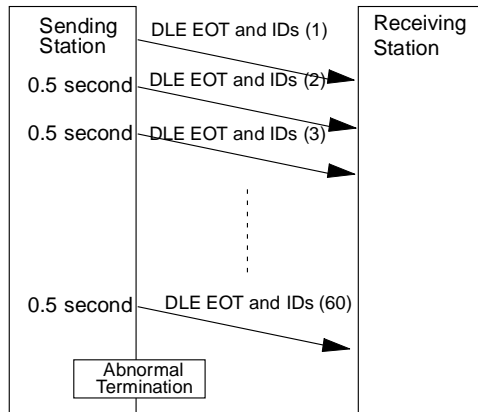 Sending
Station
DLE EOT and IDs (1)
Receiving
Station
0.5 second
DLE EOT and IDs (2)
0.5 second
DLE EOT and IDs (3)
0.5 second
DLE EOT and IDs (60)
Abnormal
Termination